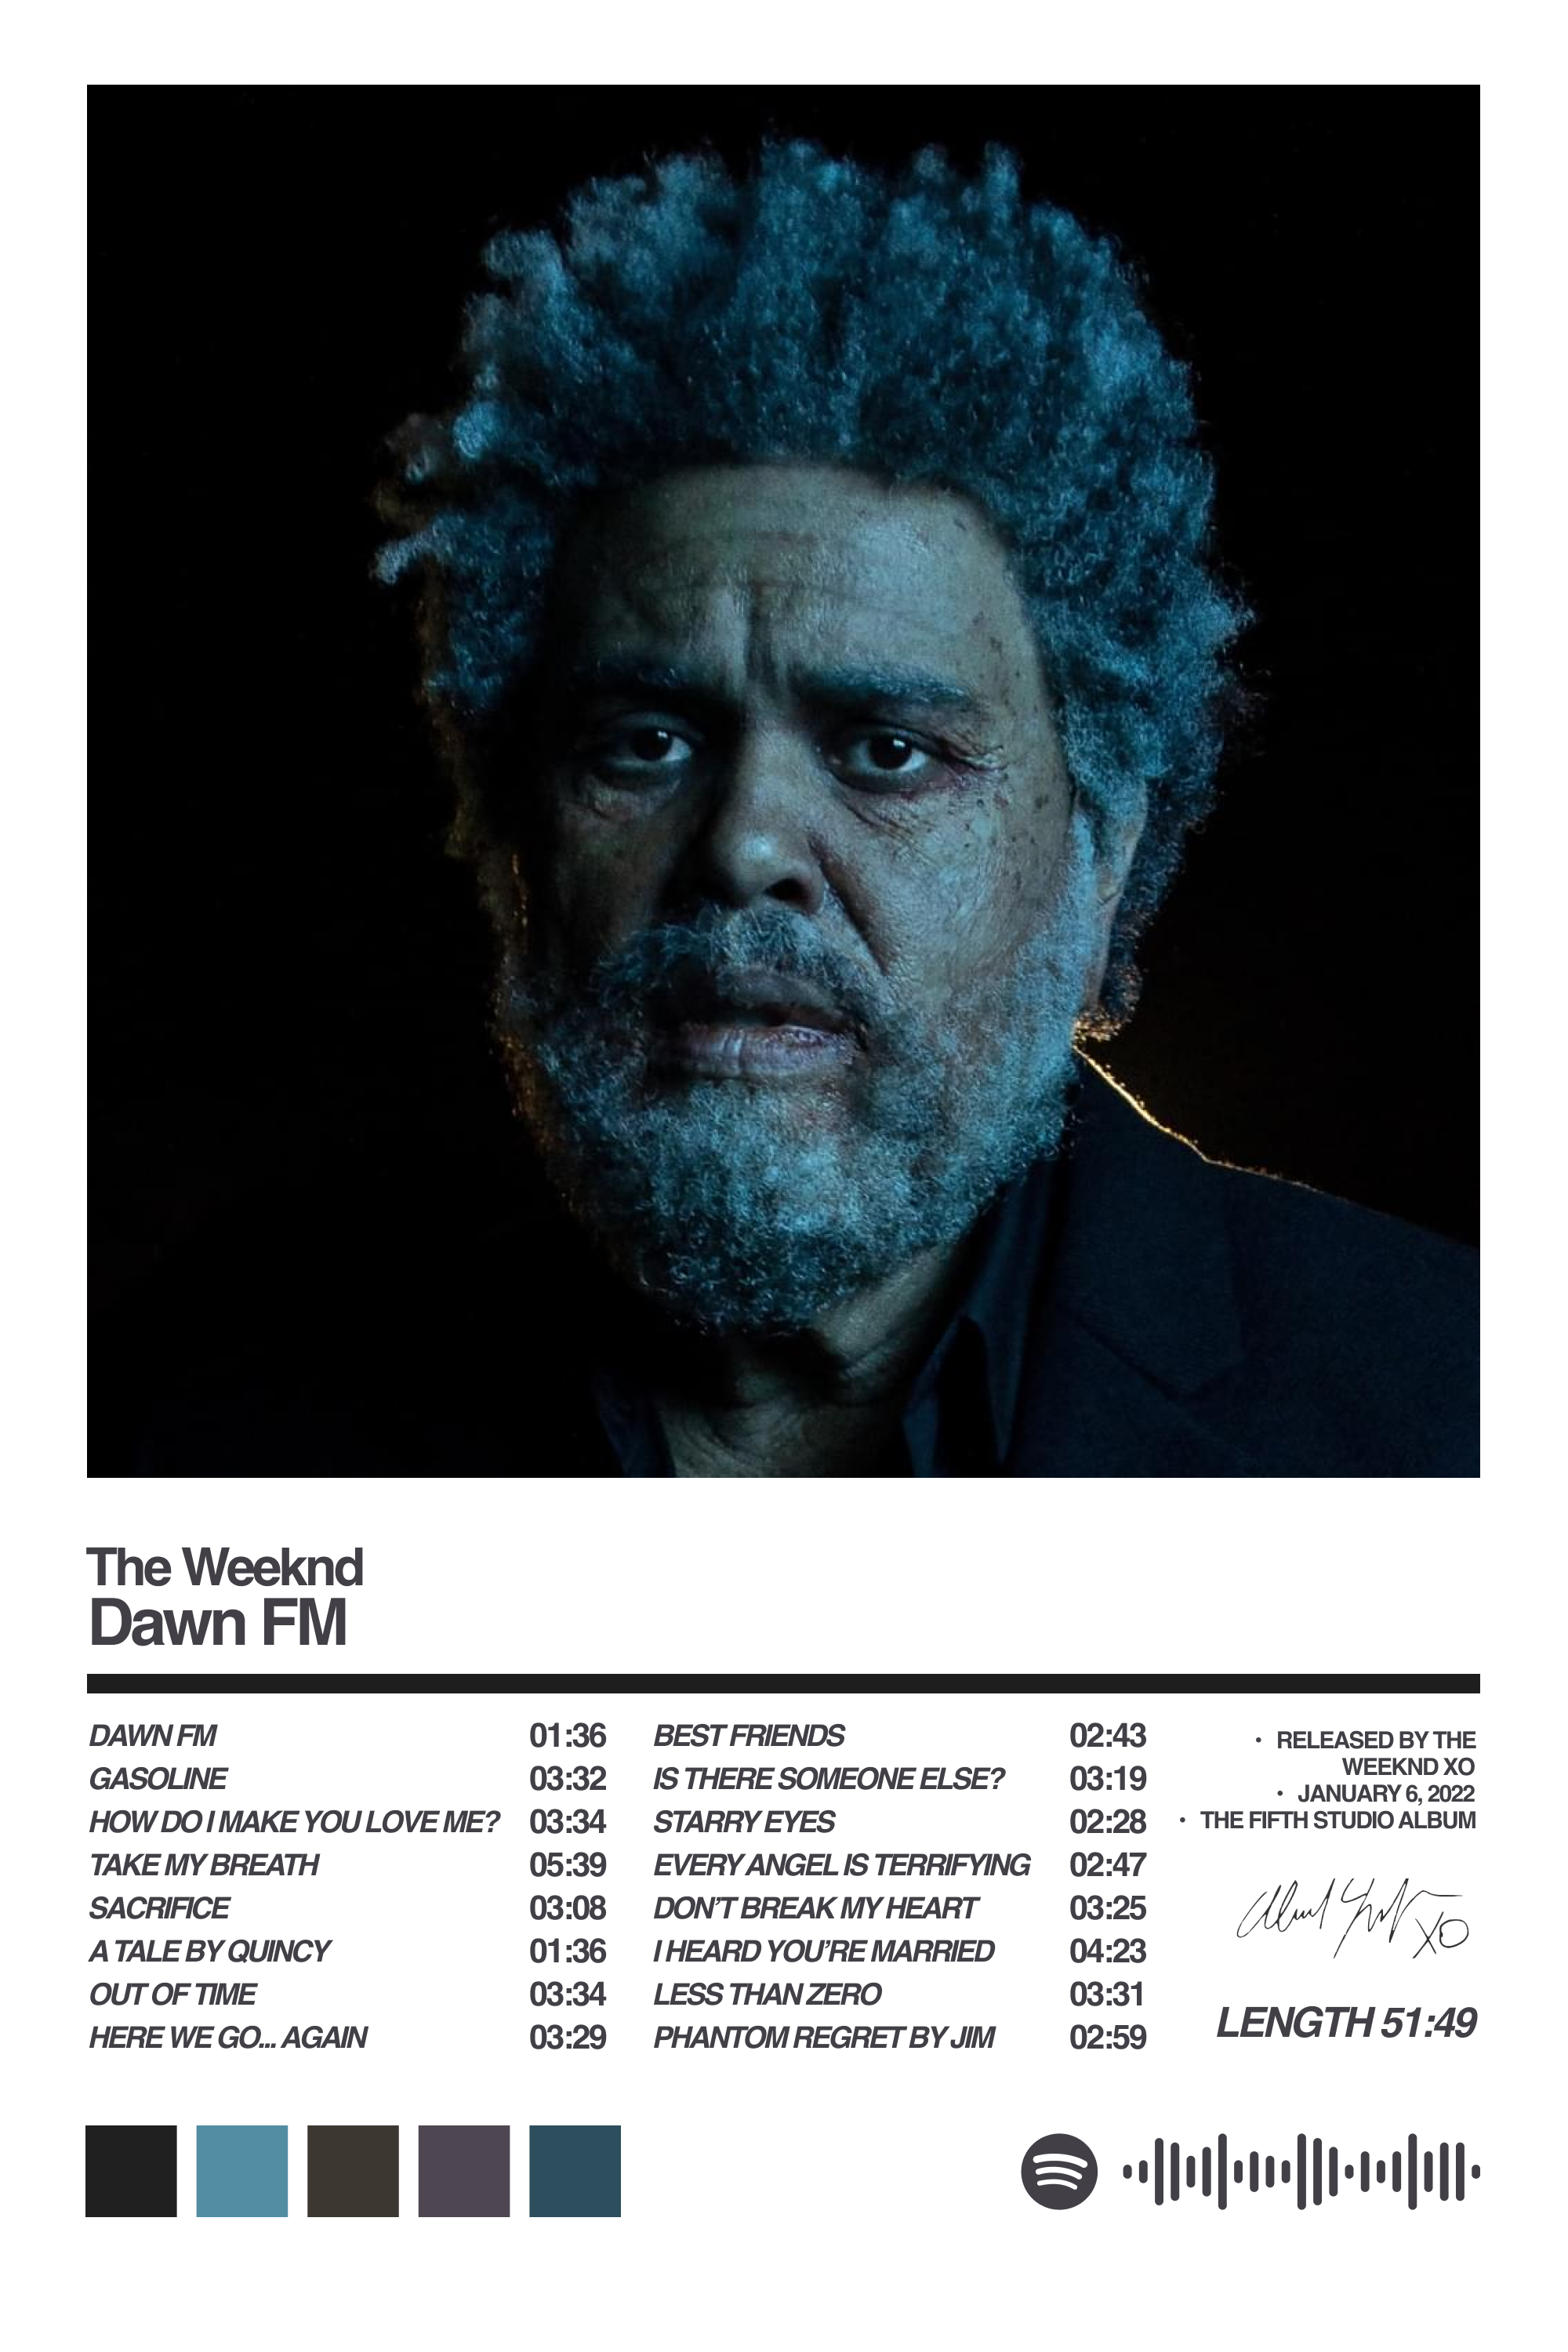 The Weeknd
Dawn FM
DAWN FM 01:36
GASOLINE 03:32
HOW DO I MAKE YOU LOVE ME? 03:34
TAKE MY BREATH 05:39
SACRIFICE 03:08
A TALE BY QUINCY 01:36
OUT OF TIME 03:34
HERE WE GO... AGAIN 03:29
BEST FRIENDS 02:43
IS THERE SOMEONE ELSE? 03:19
STARRY EYES 02:28
EVERY ANGEL IS TERRIFYING 02:47
DON'T BREAK MY HEART 03:25
I HEARD YOU'RE MARRIED 04:23
LESS THAN ZERO 03:31
PHANTOM REGRET BY JIM 02:59
• RELEASED BY THE
WEEKND XO
• JANUARY 6, 2022
• THE FIFTH STUDIO ALBUM
XO
LENGTH 51:49